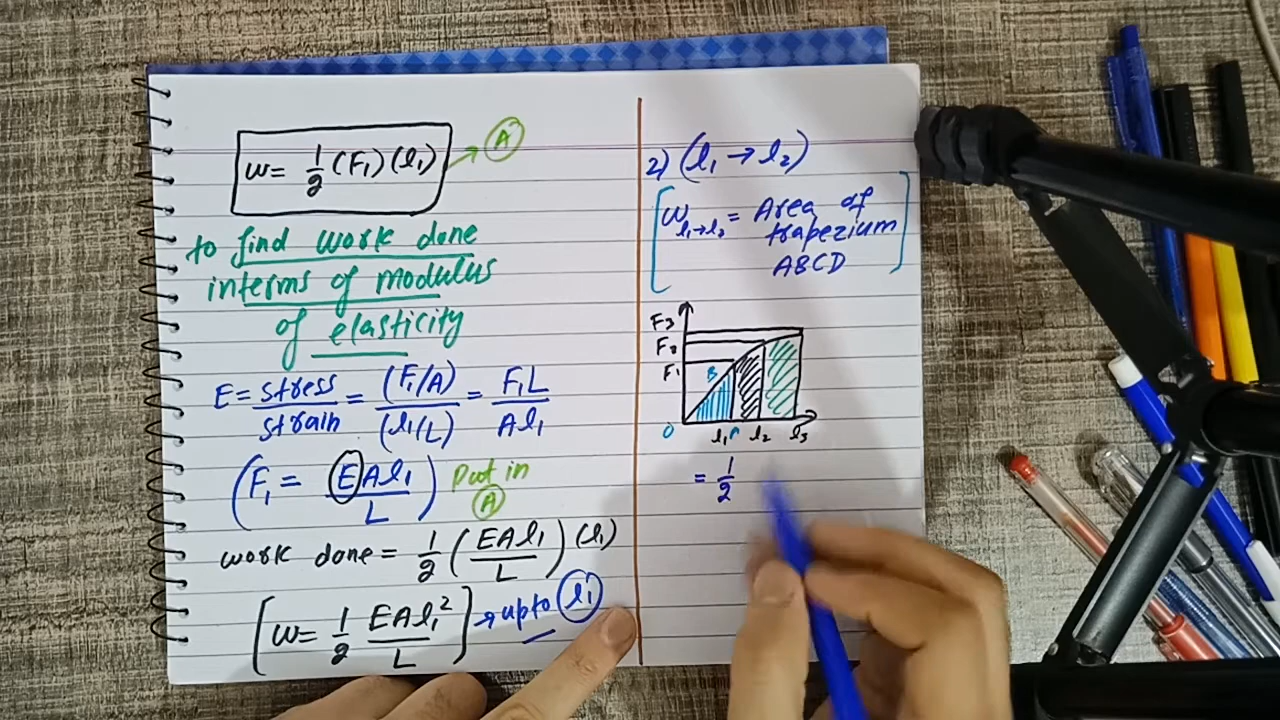 W = 1/2 (F₁) (l₁) → A
to find work done
interms of modulus
of elasticity
E = stress/strain = (F₁/A)/(l₁/L) = F₁L/Al₁
(F₁ = EAl₁/L) Put in A
work done = 1/2 (EAl₁/L) (l₁)
[W = 1/2 EAl₁²/L] → upto l₁
2) (l₁ → l₂)
[W l₁→l₂ = Area of
trapezium
ABCD]
F₃
F₂
F₁ B
O l₁ A l₂ l₃
= 1/2